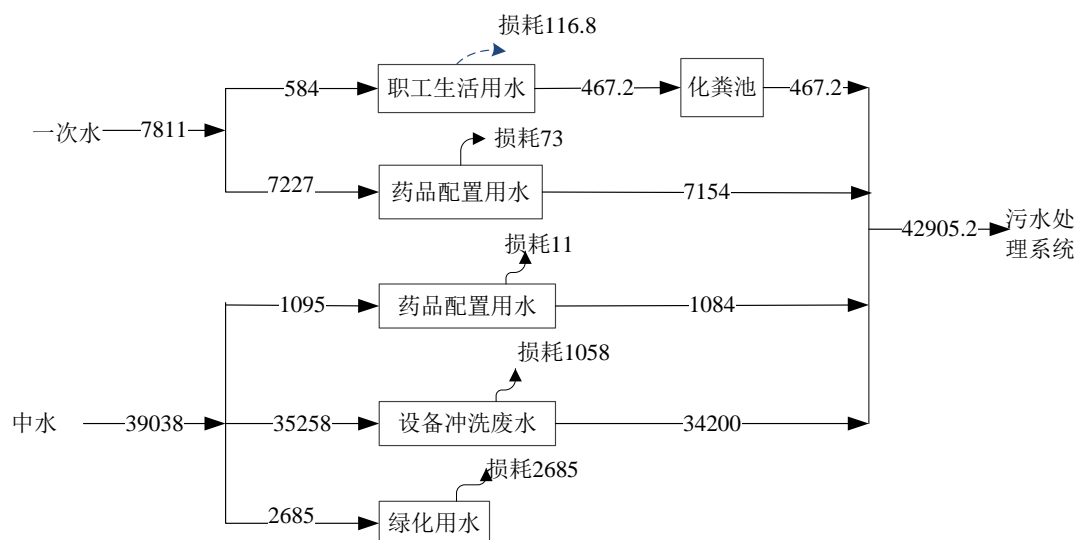 损耗116.8
584
职工生活用水
467.2
化粪池
467.2
一次水
7811
损耗73
7227
药品配置用水
7154
42905.2
污水处
理系统
损耗11
1095
药品配置用水
1084
损耗1058
中水
39038
35258
设备冲洗废水
34200
损耗2685
2685
绿化用水